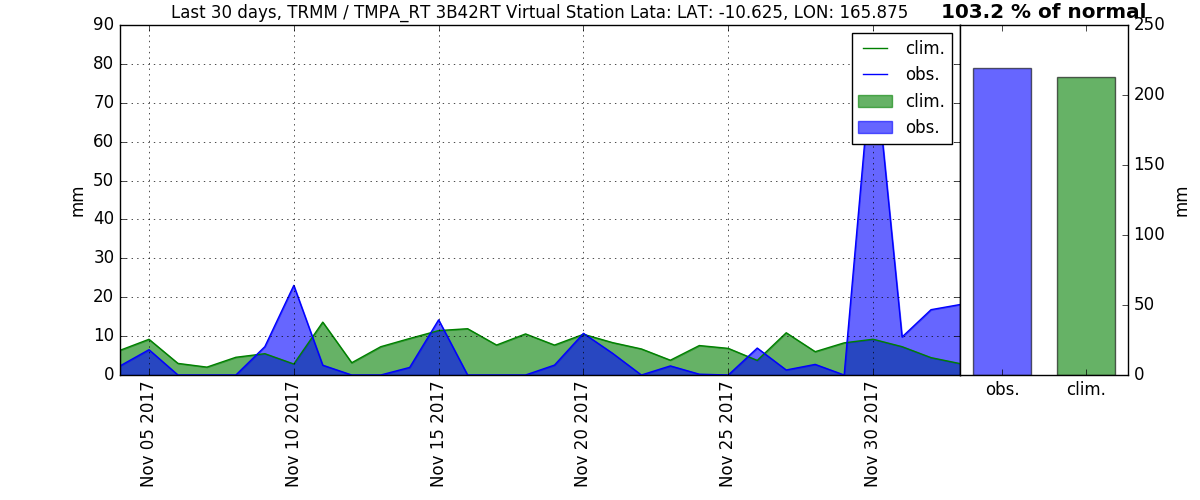 Last 30 days, TRMM / TMPA_RT 3B42RT Virtual Station Lata: LAT: -10.625, LON: 165.875
103.2 % of normal
90
80
70
60
50
40
30
20
10
0
mm
clim.
obs.
clim.
obs.
Nov 05 2017
Nov 10 2017
Nov 15 2017
Nov 20 2017
Nov 25 2017
Nov 30 2017
250
200
150
100
50
0
mm
obs.
clim.